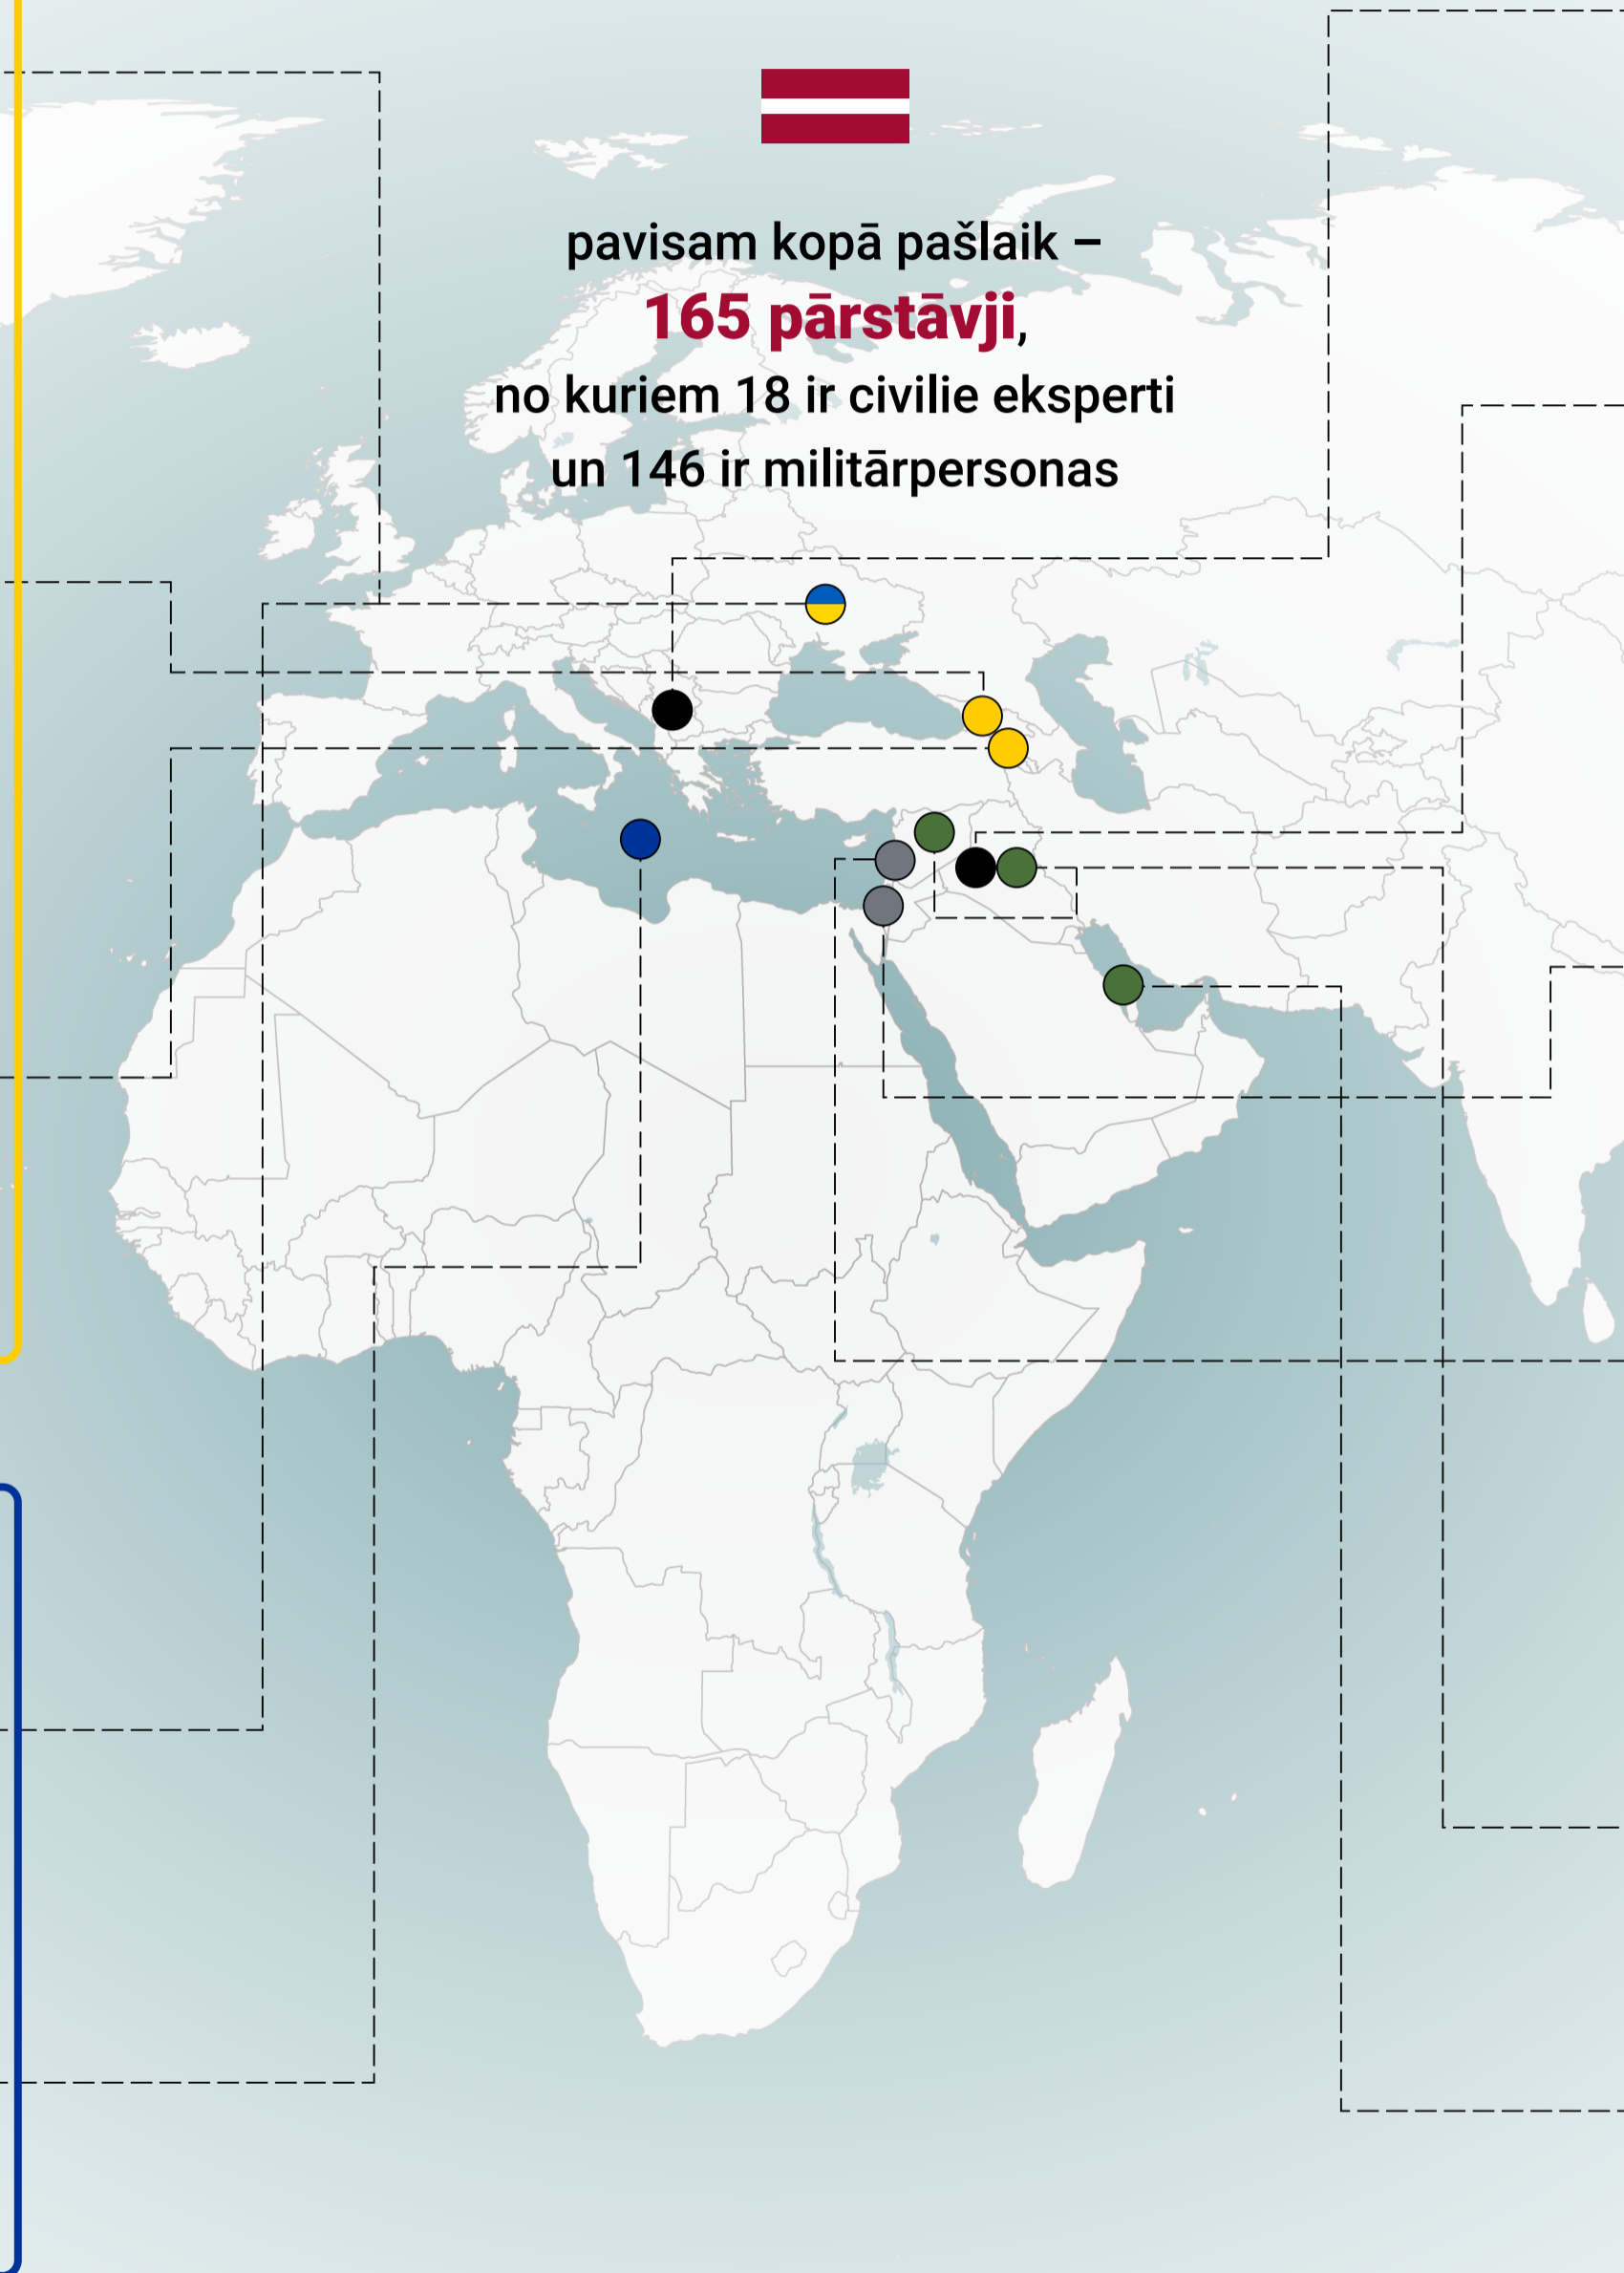 pavisam kopā pašlaik –
165 pārstāvji,
no kuriem 18 ir civilie eksperti
un 146 ir militārpersonas